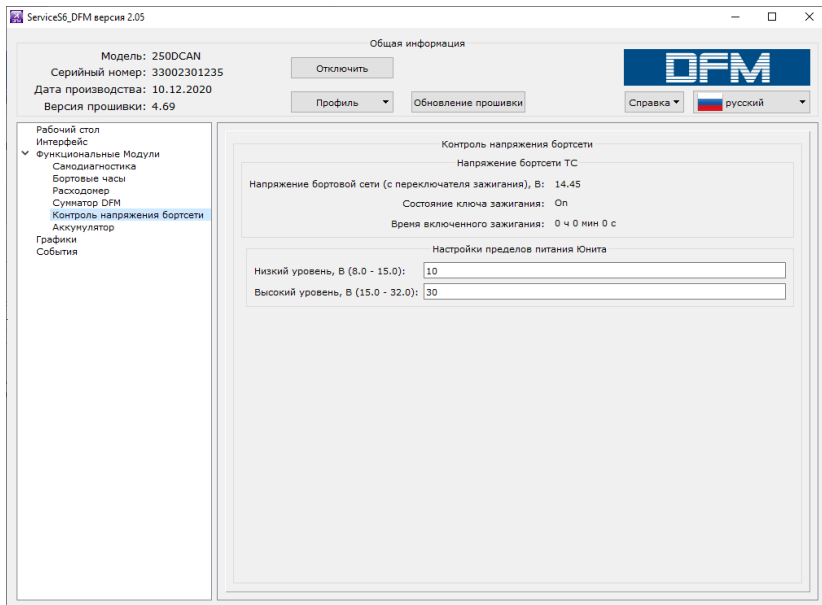 ServiceS6_DFM версия 2.05
Общая информация
Модель: 250DCAN
Серийный номер: 33002301235
Дата производства: 10.12.2020
Версия прошивки: 4.69
Отключить
Профиль
Обновление прошивки
DFM
Справка
русский
Рабочий стол
Интерфейс
Функциональные Модули
Самодиагностика
Бортовые часы
Расходомер
Сумматор DFM
Контроль напряжения бортсети
Аккумулятор
Графики
События
Контроль напряжения бортсети
Напряжение бортсети ТС
Напряжение бортовой сети (с переключателя зажигания), В: 14.45
Состояние ключа зажигания: On
Время включенного зажигания: 0 ч 0 мин 0 с
Настройки пределов питания Юнита
Низкий уровень, В (8.0 - 15.0): 10
Высокий уровень, В (15.0 - 32.0): 30